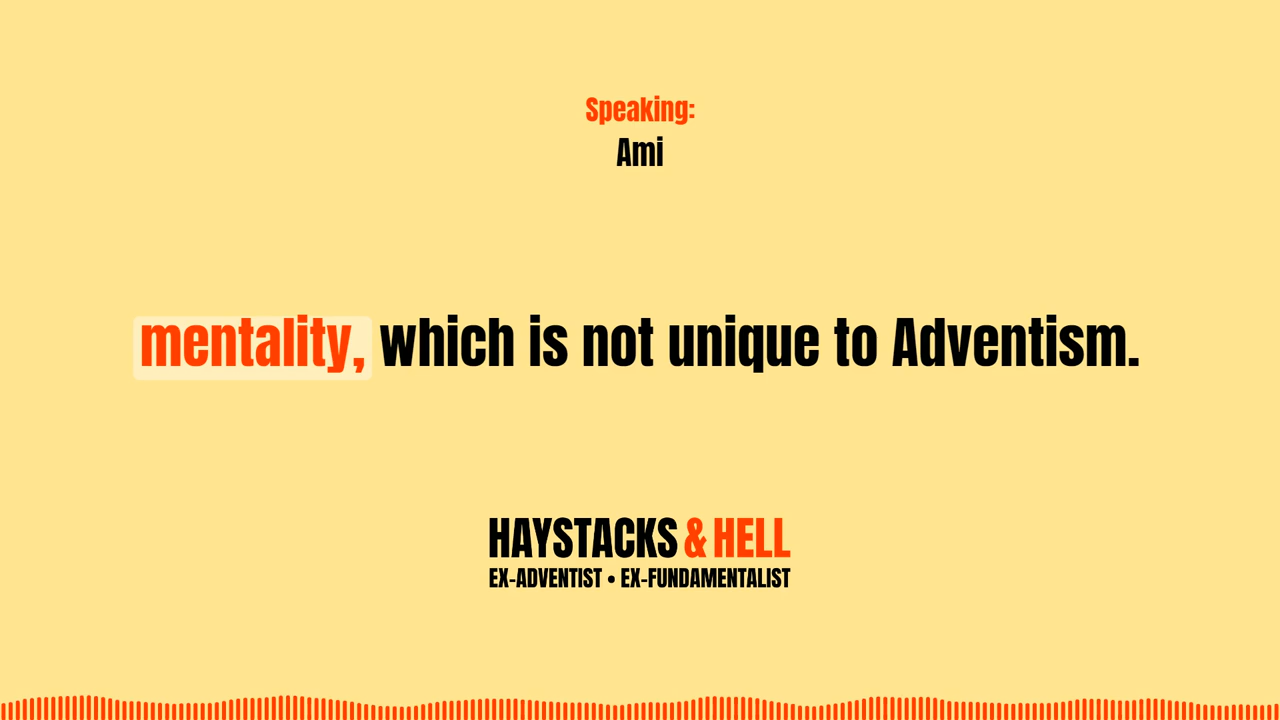 Speaking:
Ami
mentality, which is not unique to Adventism.
HAYSTACKS & HELL
EX-ADVENTIST • EX-FUNDAMENTALIST